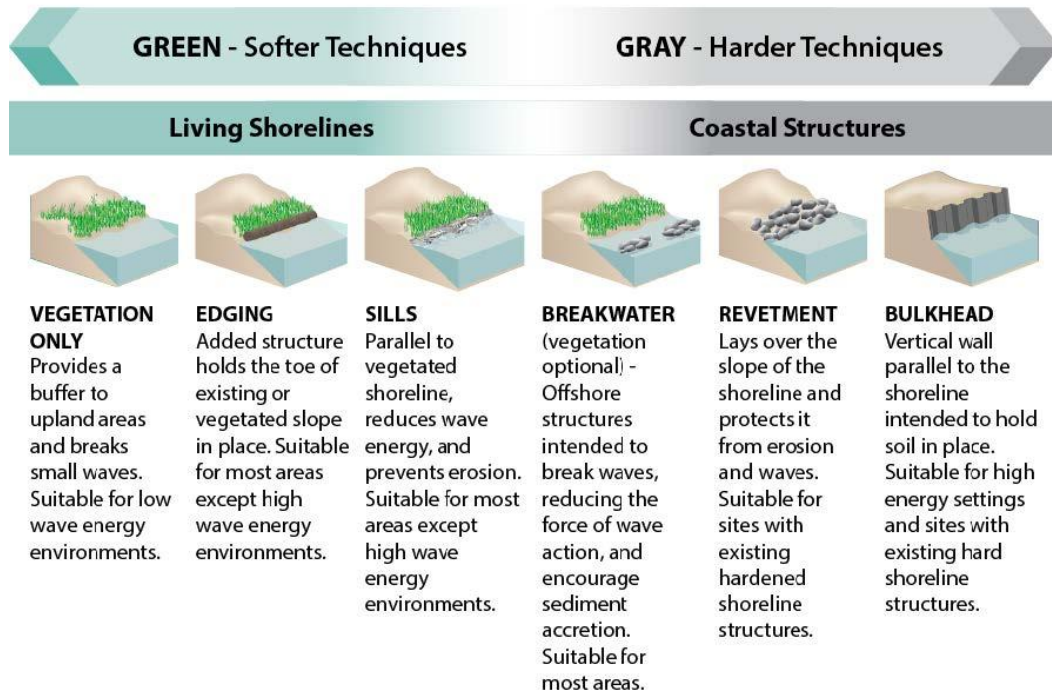 GREEN - Softer Techniques
GRAY - Harder Techniques
Living Shorelines
Coastal Structures
VEGETATION
ONLY
Provides a
buffer to
upland areas
and breaks
small waves.
Suitable for low
wave energy
environments.
EDGING
Added structure
holds the toe of
existing or
vegetated slope
in place. Suitable
for most areas
except high
wave energy
environments.
SILLS
Parallel to
vegetated
shoreline,
reduces wave
energy, and
prevents erosion.
Suitable for most
areas except
high wave
energy
environments.
BREAKWATER
(vegetation
optional) -
Offshore
structures
intended to
break waves,
reducing the
force of wave
action, and
encourage
sediment
accretion.
Suitable for
most areas.
REVETMENT
Lays over the
slope of the
shoreline and
protects it
from erosion
and waves.
Suitable for
sites with
existing
hardened
shoreline
structures.
BULKHEAD
Vertical wall
parallel to the
shoreline
intended to hold
soil in place.
Suitable for high
energy settings
and sites with
existing hard
shoreline
structures.